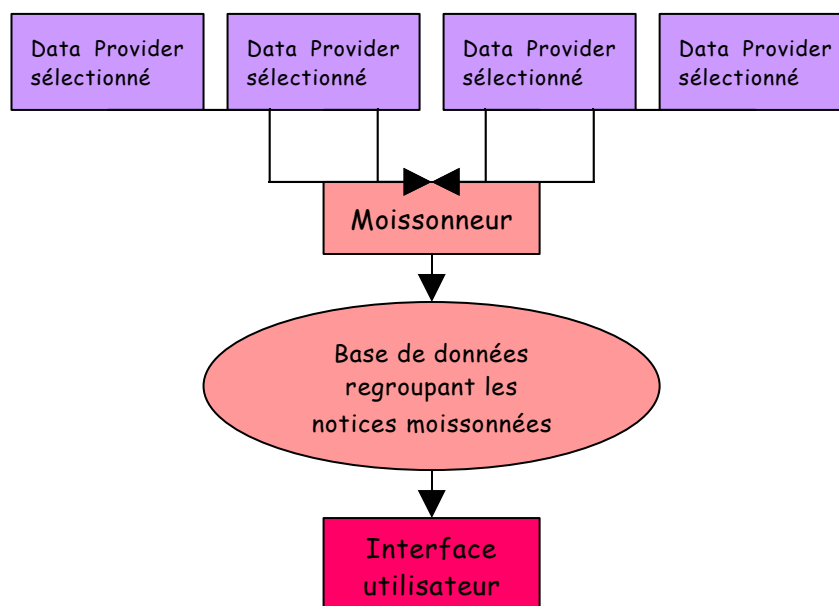 Data Provider
sélectionné
Data Provider
sélectionné
Data Provider
sélectionné
Data Provider
sélectionné
Moissonneur
Base de données
regroupant les
notices moissonnées
Interface
utilisateur